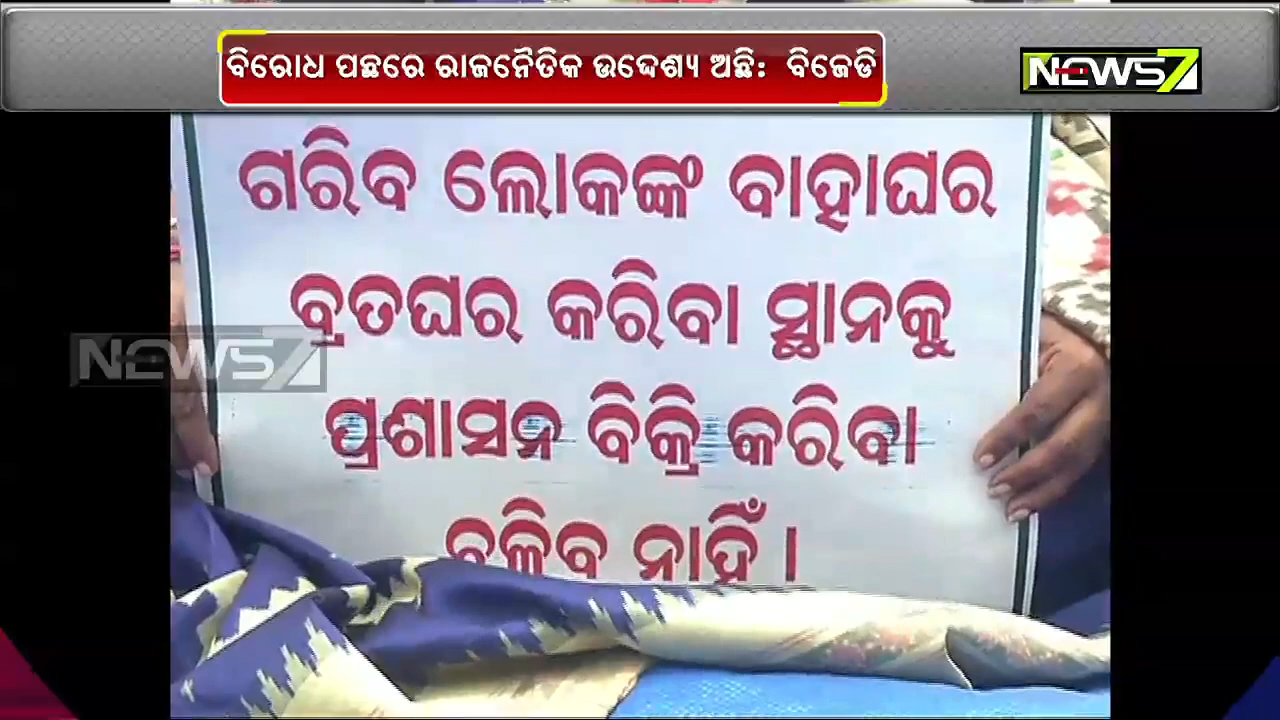 ବିରୋଧ ପଛରେ ରାଜନୈତିକ ଉଦ୍ଦେଶ୍ୟ ଅଛି: ବିଜେଡି
NEWS7
ଗରିବ ଲୋକଙ୍କ ବାହାଘର
ବ୍ରତଘର କରିବା ସ୍ଥାନକୁ
NEWS7
ପ୍ରଶାସନ ବିକ୍ରି କରିବା
ଚଳିବ ନାହିଁ ।